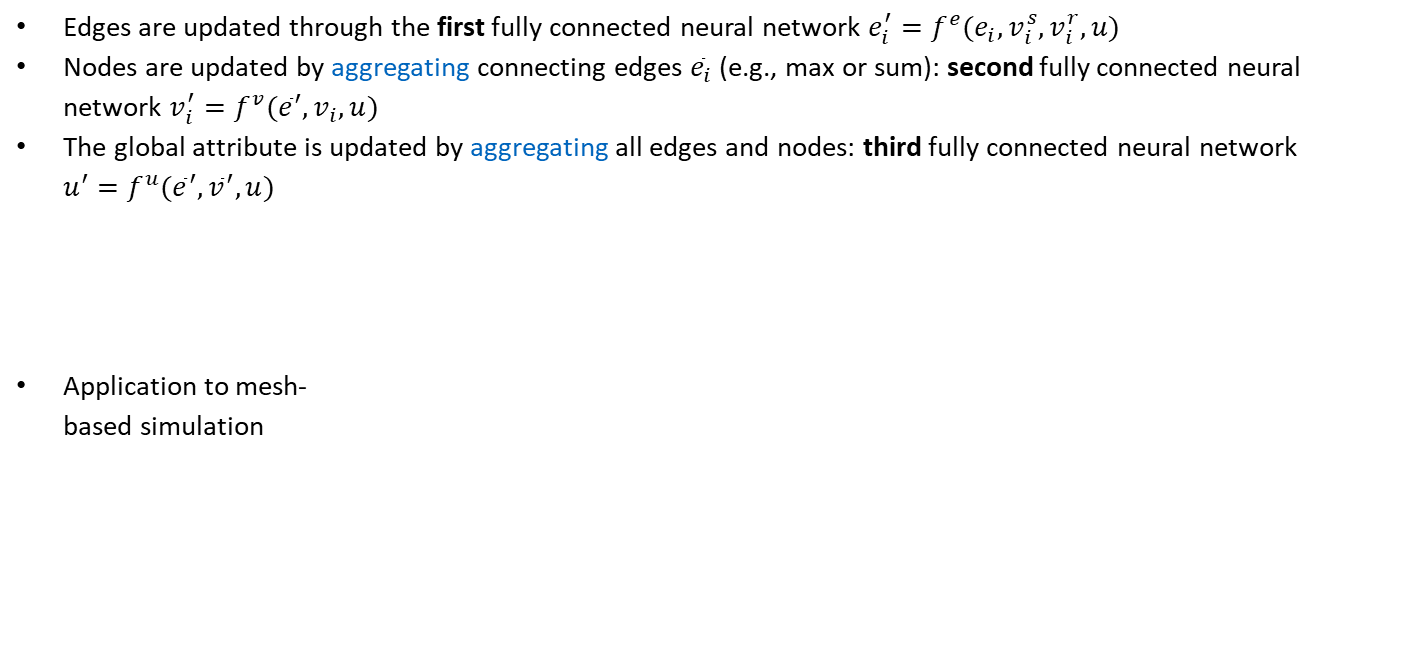 • Edges are updated through the first fully connected neural network e′ᵢ = fᵉ(eᵢ, vᵢˢ, vᵢʳ, u)
• Nodes are updated by aggregating connecting edges ē′ᵢ (e.g., max or sum): second fully connected neural
network v′ᵢ = fᵛ(ē′, vᵢ, u)
• The global attribute is updated by aggregating all edges and nodes: third fully connected neural network
u′ = fᵘ(ē′, v̄′, u)
• Application to mesh-
based simulation